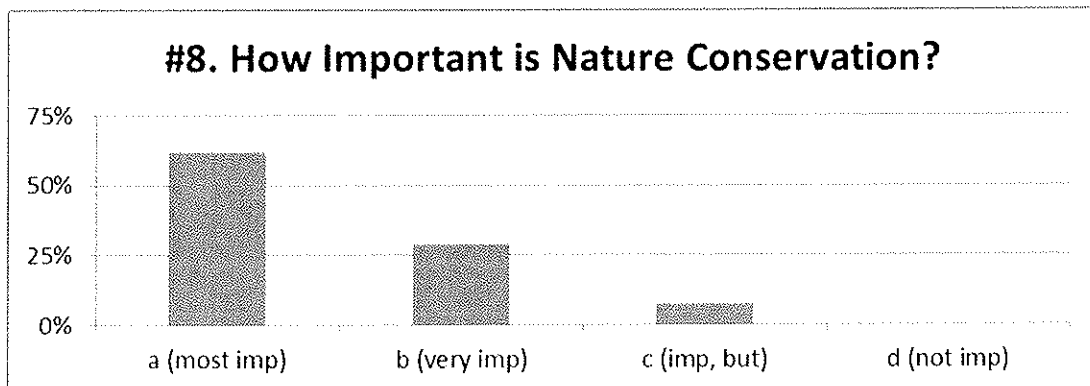 #8. How Important is Nature Conservation?
75%
50%
25%
0%
a (most imp) b (very imp) c (imp, but) d (not imp)